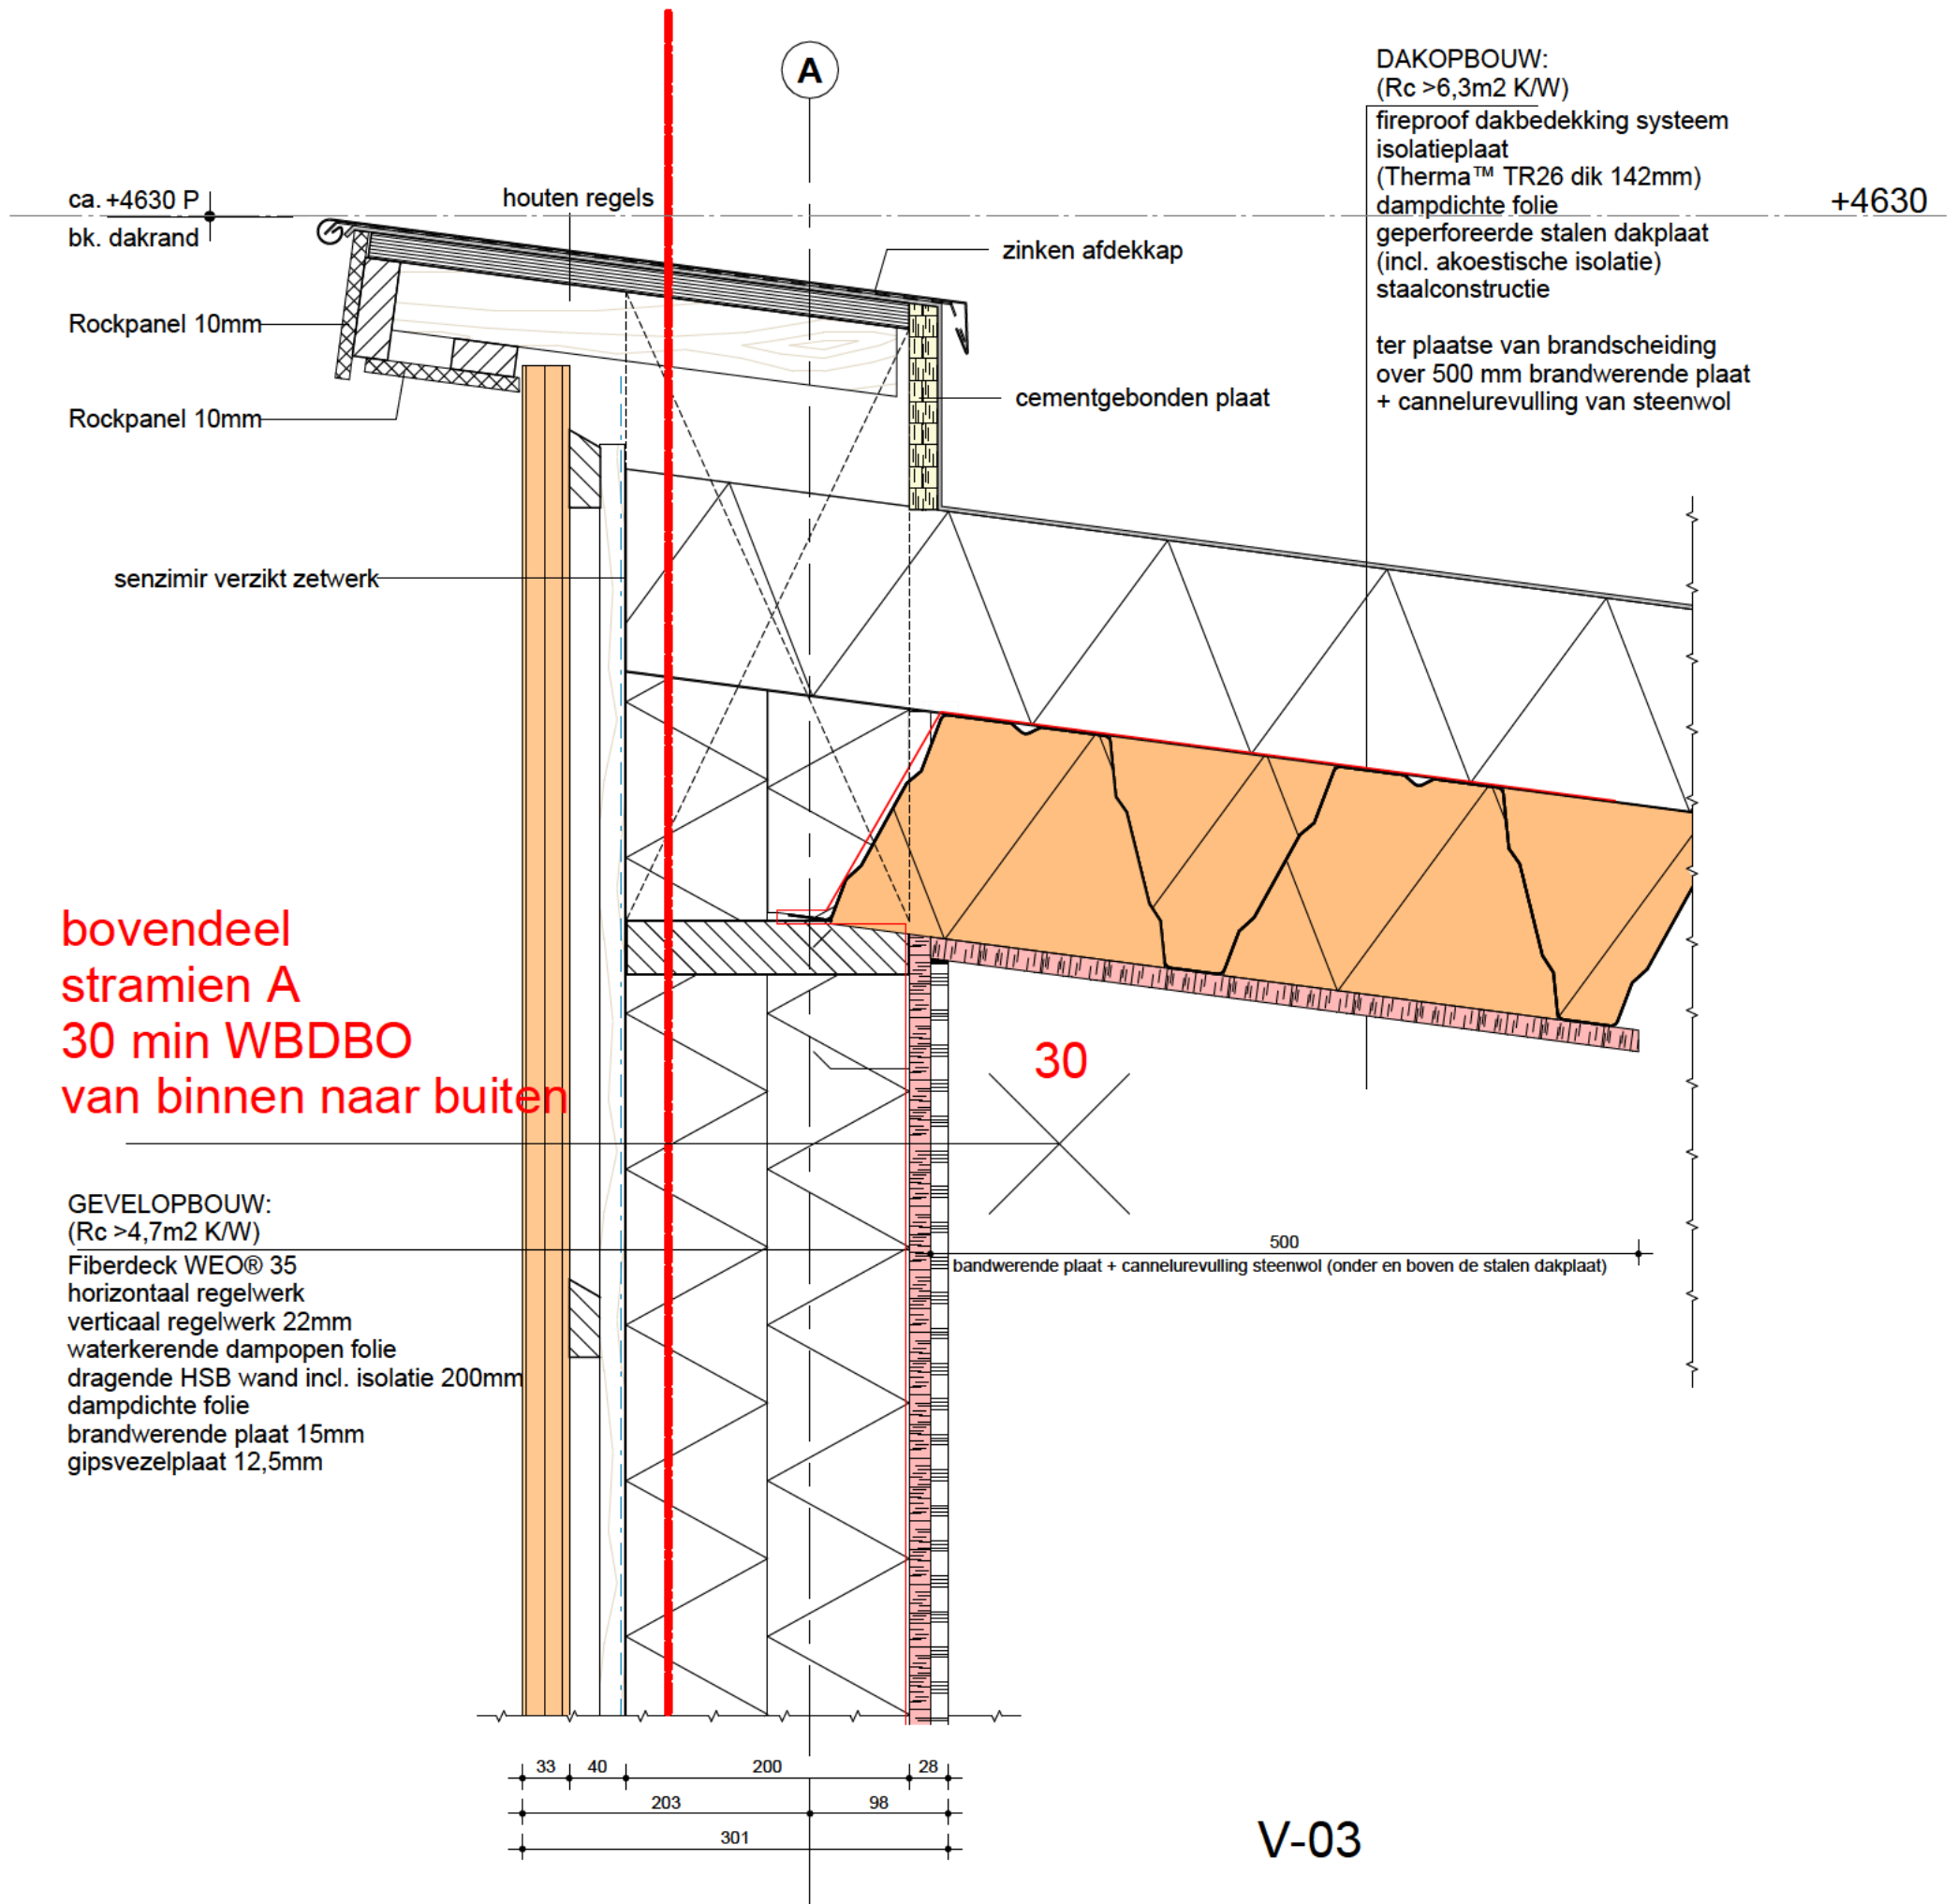 A
DAKOPBOUW:
(Rc >6,3m2 K/W)
fireproof dakbedekking systeem
isolatieplaat
(Therma™ TR26 dik 142mm)
dampdichte folie
geperforeerde stalen dakplaat
(incl. akoestische isolatie)
staalconstructie
ter plaatse van brandscheiding
over 500 mm brandwerende plaat
+ cannelurevulling van steenwol
ca. +4630 P
bk. dakrand
houten regels
+4630
zinken afdekkap
Rockpanel 10mm
cementgebonden plaat
Rockpanel 10mm
senzimir verzikt zetwerk
bovendeel
stramien A
30 min WBDBO
van binnen naar buiten
30
GEVELOPBOUW:
(Rc >4,7m2 K/W)
Fiberdeck WEO® 35
horizontaal regelwerk
verticaal regelwerk 22mm
waterkerende dampopen folie
dragende HSB wand incl. isolatie 200mm
dampdichte folie
brandwerende plaat 15mm
gipsvezelplaat 12,5mm
500
bandwerende plaat + cannelurevulling steenwol (onder en boven de stalen dakplaat)
33 40 200 28
203 98
301
V-03